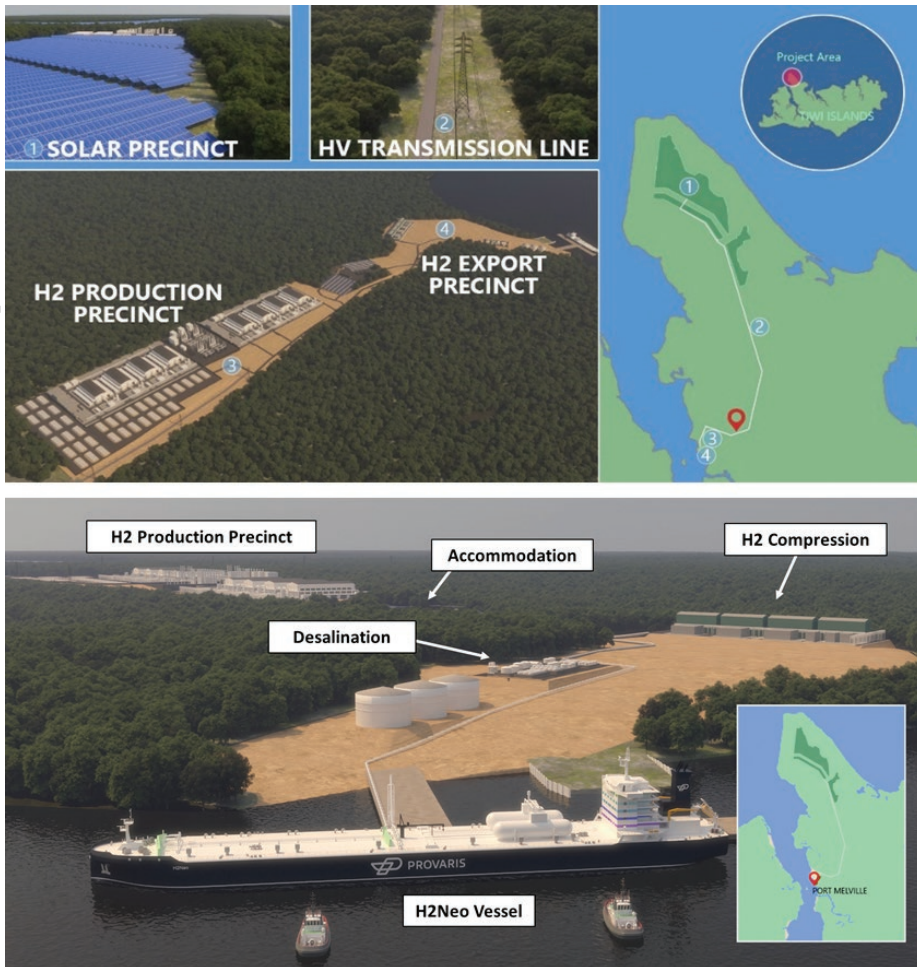 1 SOLAR PRECINCT
2
HV TRANSMISSION LINE
Project Area
TIWI ISLANDS
1
2
3
4
4
H2 EXPORT
PRECINCT
H2 PRODUCTION
PRECINCT
3
H2 Production Precinct
Accommodation
H2 Compression
Desalination
PROVARIS
H2Neo Vessel
PORT MELVILLE